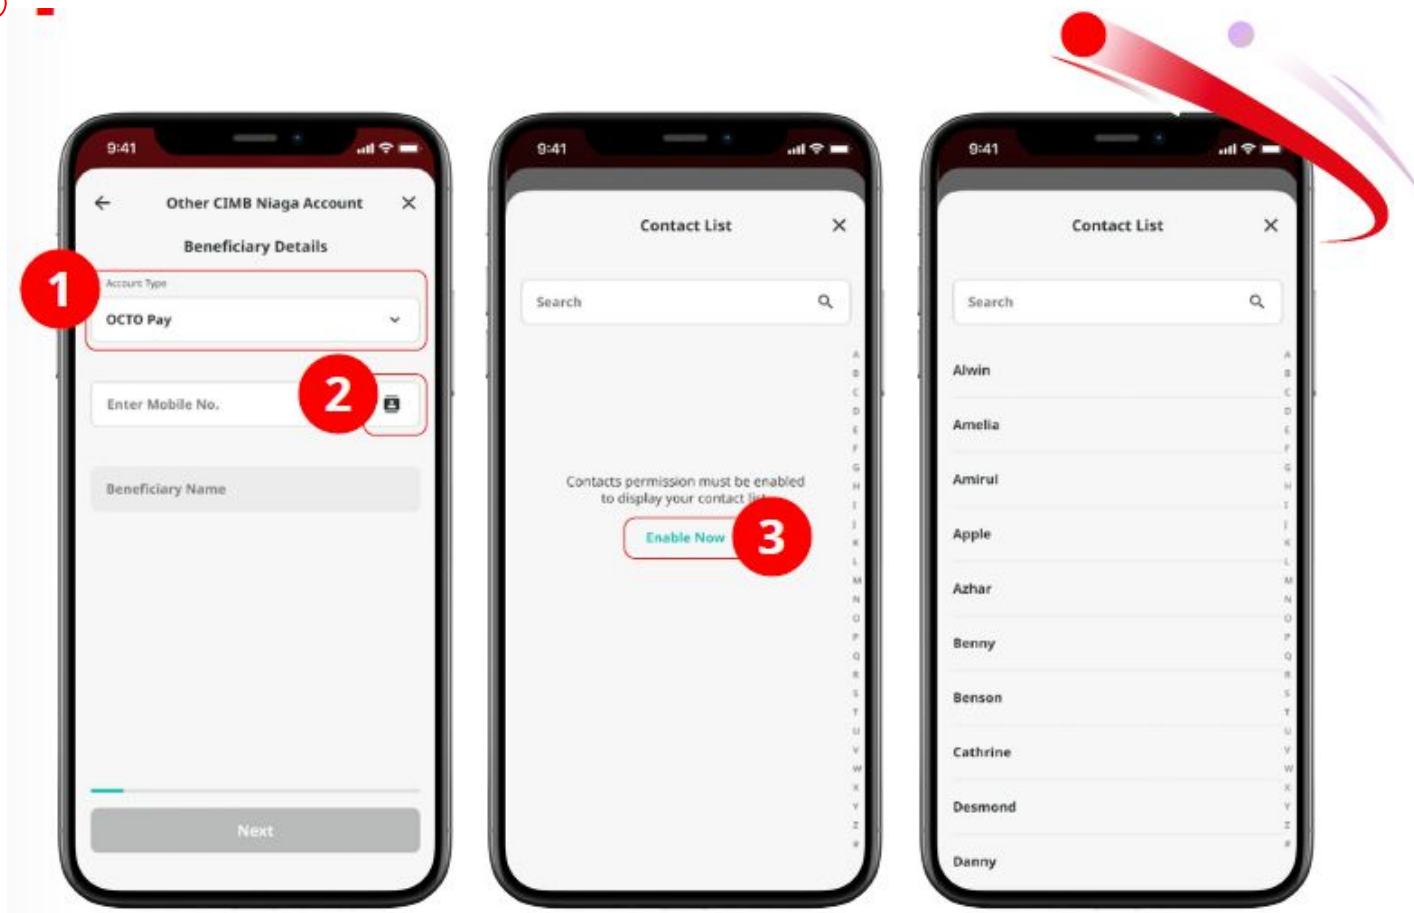 9:41
Other CIMB Niaga Account
Beneficiary Details
1
Account Type
OCTO Pay
2
Enter Mobile No.
Beneficiary Name
Next
9:41
Contact List
Search
Contacts permission must be enabled
to display your contact
Enable Now
3
A
B
C
D
E
F
G
H
I
J
K
L
M
N
O
P
Q
R
S
T
U
V
W
X
Y
Z
#
9:41
Contact List
Search
Alwin
Amelia
Amirul
Apple
Azhar
Benny
Benson
Cathrine
Desmond
Danny
A
B
C
D
E
F
G
H
I
J
K
L
M
N
O
P
Q
R
S
T
U
V
W
X
Y
Z
#